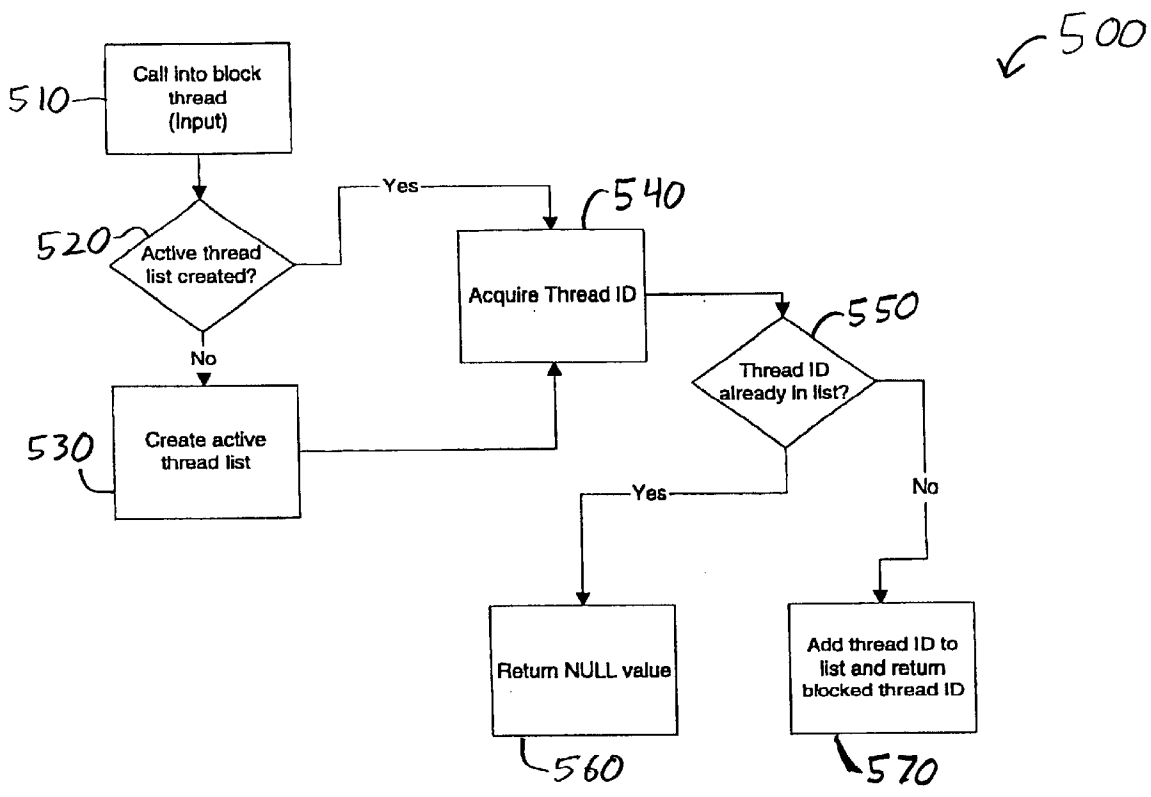 500
510
Call into block
thread
(Input)
Yes
540
520
Active thread
list created?
Acquire Thread ID
550
No
Thread ID
already in list?
530
Create active
thread list
Yes
No
Return NULL value
Add thread ID to
list and return
blocked thread ID
560
570